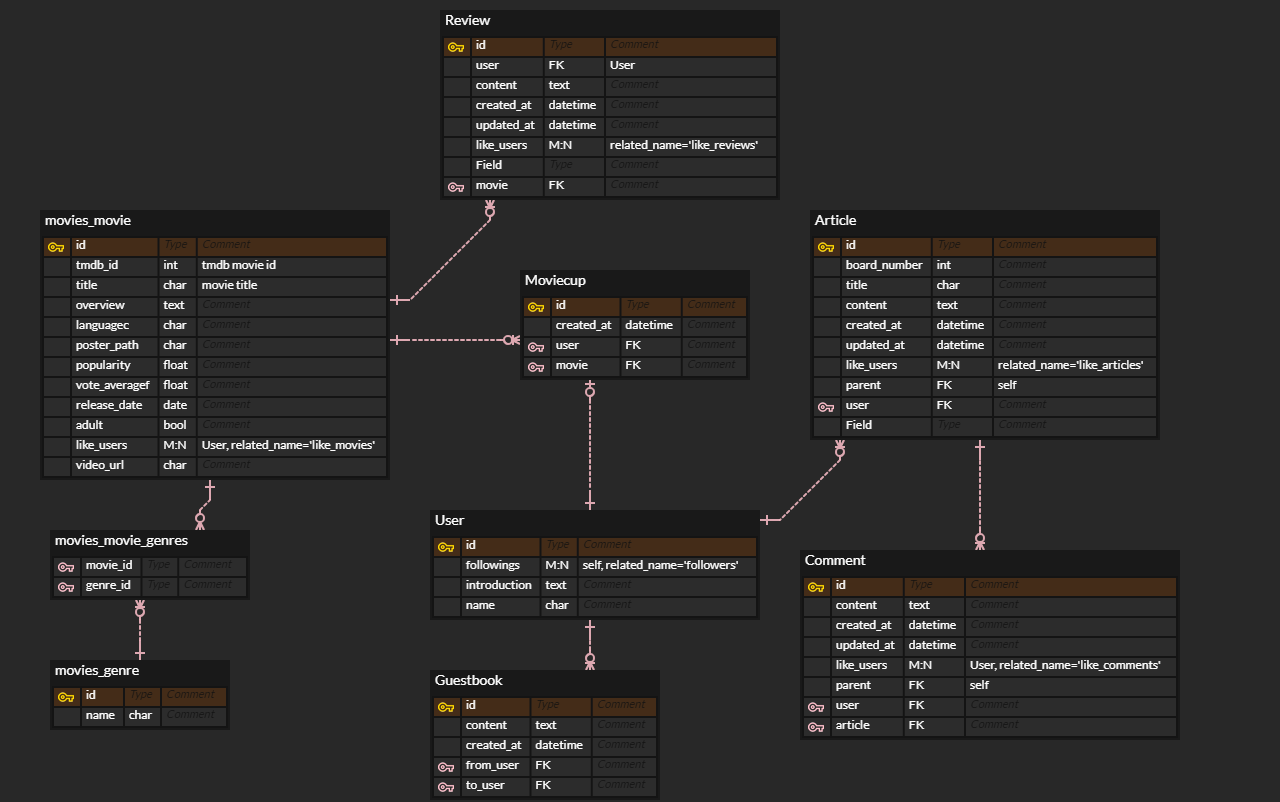 Review
id Type Comment
user FK User
content text Comment
created_at datetime Comment
updated_at datetime Comment
like_users M:N related_name='like_reviews'
Field Type Comment
movie FK Comment
movies_movie
id Type Comment
tmdb_id int tmdb movie id
title char movie title
overview text Comment
languagec char Comment
poster_path char Comment
popularity float Comment
vote_averagef float Comment
release_date date Comment
adult bool Comment
like_users M:N User, related_name='like_movies'
video_url char Comment
Moviecup
id Type Comment
created_at datetime Comment
user FK Comment
movie FK Comment
Article
id Type Comment
board_number int Comment
title char Comment
content text Comment
created_at datetime Comment
updated_at datetime Comment
like_users M:N related_name='like_articles'
parent FK self
user FK Comment
Field Type Comment
movies_movie_genres
movie_id Type Comment
genre_id Type Comment
User
id Type Comment
followings M:N self, related_name='followers'
introduction text Comment
name char Comment
Comment
id Type Comment
content text Comment
created_at datetime Comment
updated_at datetime Comment
like_users M:N User, related_name='like_comments'
parent FK self
user FK Comment
article FK Comment
movies_genre
id Type Comment
name char Comment
Guestbook
id Type Comment
content text Comment
created_at datetime Comment
from_user FK Comment
to_user FK Comment